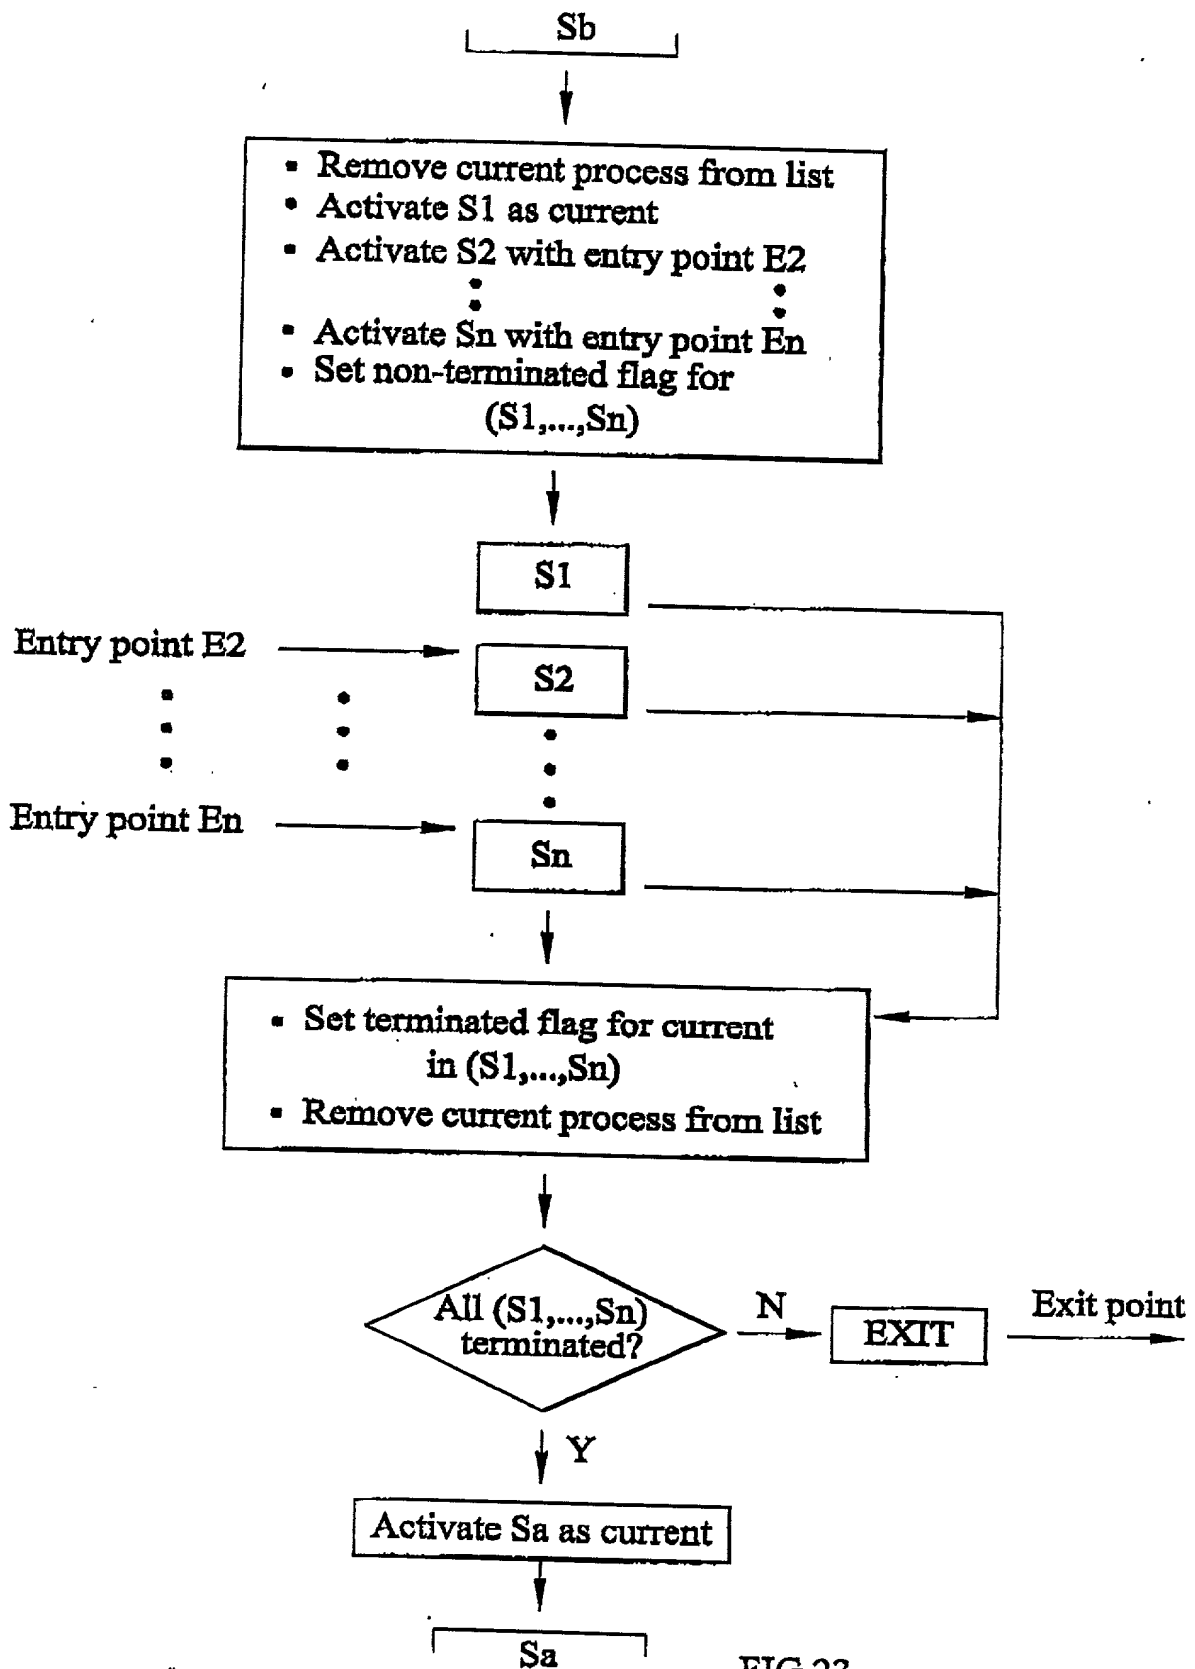 Sb
▪ Remove current process from list
• Activate S1 as current
▪ Activate S2 with entry point E2
▪ Activate Sn with entry point En
• Set non-terminated flag for
(S1,...,Sn)
S1
Entry point E2
S2
Entry point En
Sn
▪ Set terminated flag for current
in (S1,...,Sn)
▪ Remove current process from list
All (S1,...,Sn)
terminated?
N
EXIT
Exit point
Y
Activate Sa as current
Sa
FIG.23